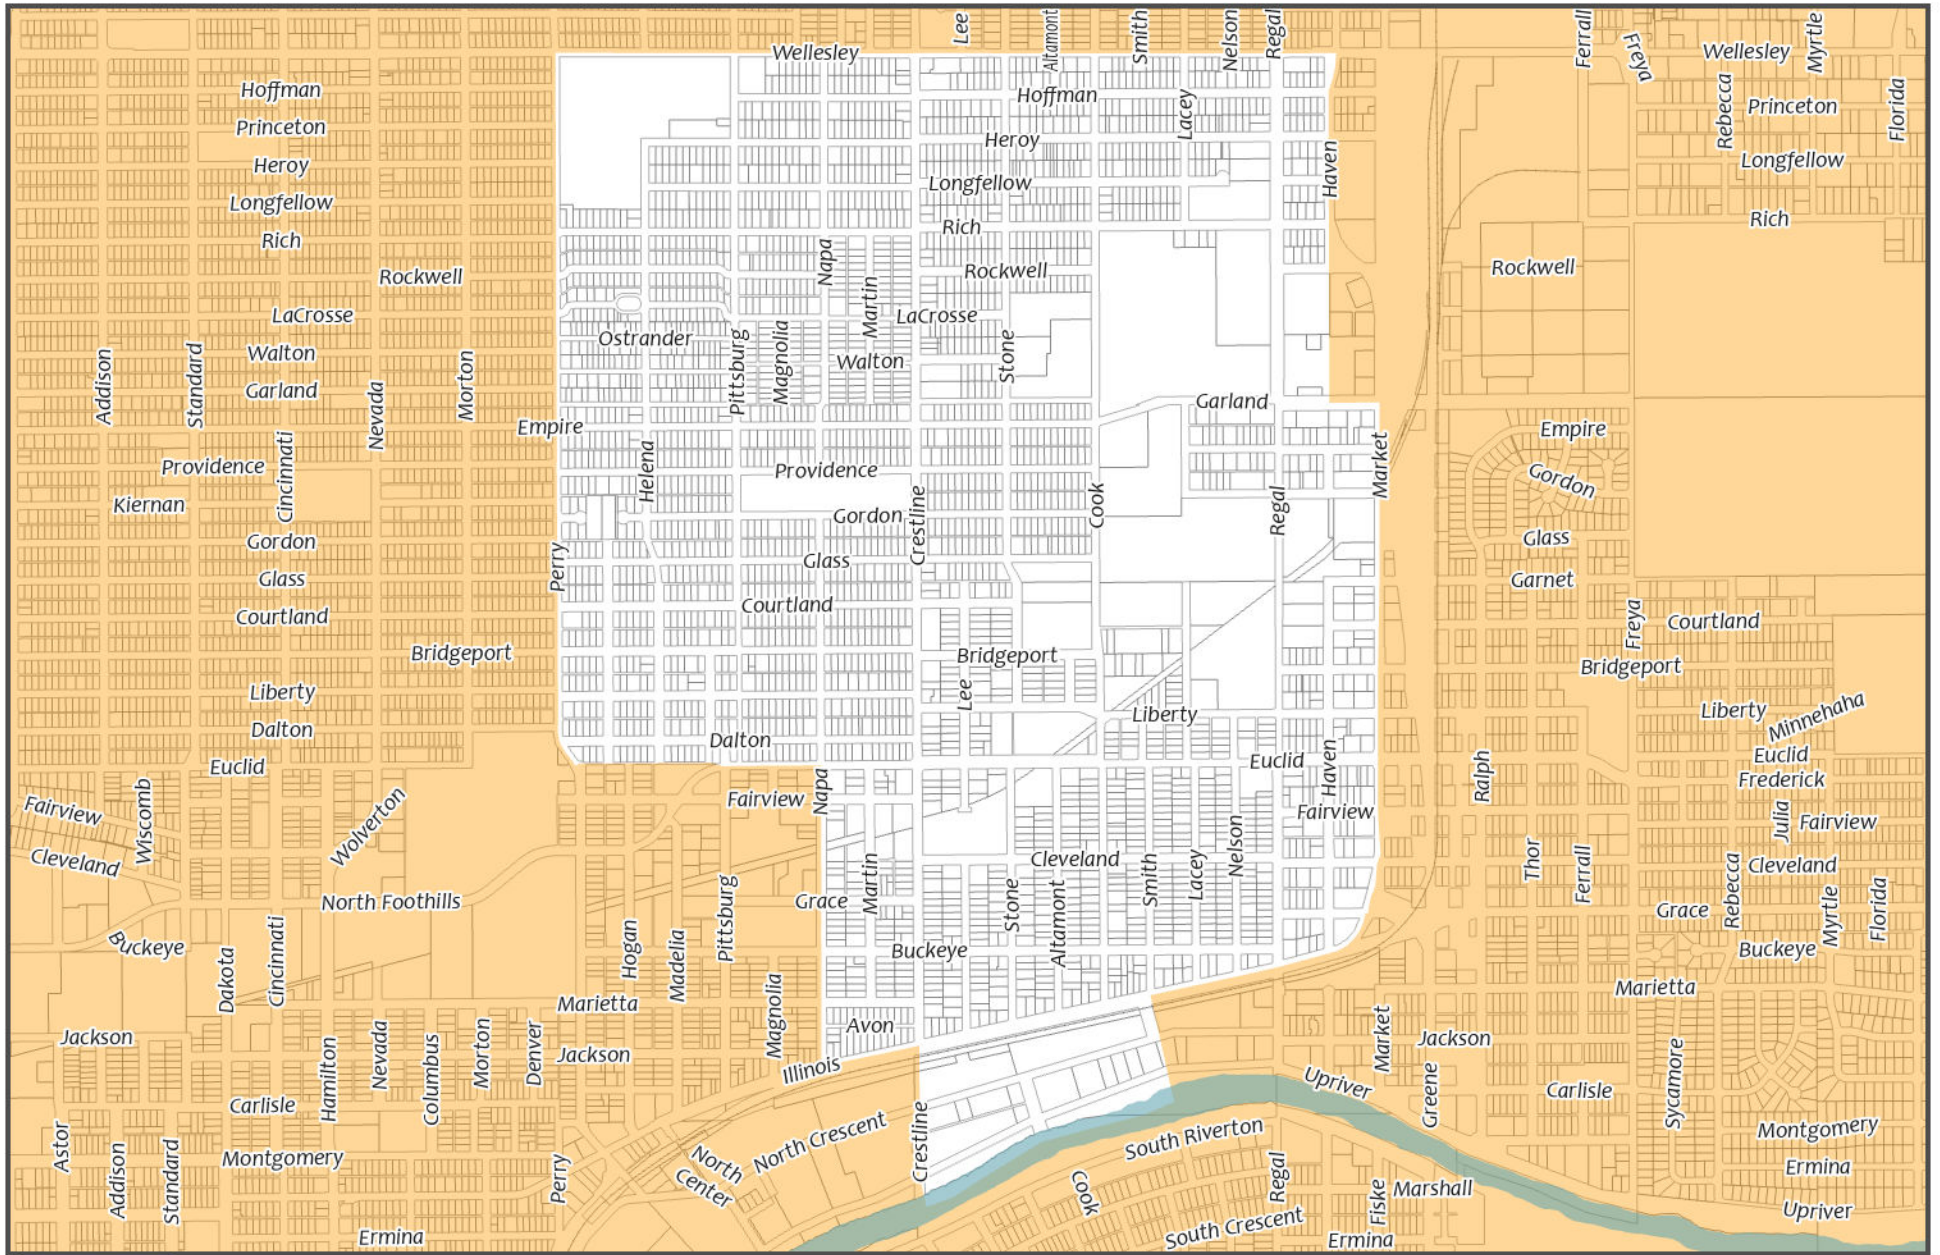 Lee
Altamont
Smith
Nelson
Regal
Ferrall
Freya
Myrtle
Wellesley
Wellesley
Hoffman
Hoffman
Lacey
Rebecca
Princeton
Florida
Princeton
Heroy
Heroy
Haven
Longfellow
Longfellow
Longfellow
Rich
Rich
Rich
Napa
Rockwell
Rockwell
Rockwell
Martin
LaCrosse
LaCrosse
Ostrander
Walton
Addison
Standard
Garland
Nevada
Morton
Pittsburg
Magnolia
Walton
Stone
Garland
Empire
Empire
Providence
Cincinnati
Helena
Providence
Market
Gordon
Kiernan
Gordon
Crestline
Cook
Regal
Gordon
Perry
Glass
Glass
Glass
Garnet
Courtland
Courtland
Freya
Courtland
Bridgeport
Bridgeport
Bridgeport
Liberty
Lee
Liberty
Liberty
Minnehaha
Dalton
Dalton
Euclid
Euclid
Haven
Ralph
Euclid
Frederick
Fairview
Wiscomb
Wolverton
Fairview
Napa
Fairview
Julia
Fairview
Cleveland
Martin
Cleveland
Smith
Lacey
Nelson
Thor
Ferrall
Cleveland
North Foothills
Pittsburg
Grace
Stone
Altamont
Grace
Rebecca
Myrtle
Florida
Buckeye
Dakota
Cincinnati
Hogan
Madelia
Buckeye
Buckeye
Marietta
Magnolia
Marietta
Jackson
Hamilton
Nevada
Columbus
Morton
Denver
Jackson
Avon
Illinois
Market
Jackson
Sycamore
Upriver
Greene
Carlisle
Carlisle
Astor
Addison
Standard
Montgomery
Perry
North Crescent
North
Center
Crestline
South Riverton
Cook
Regal
Fiske
Marshall
Montgomery
Ermina
Upriver
Ermina
South Crescent
Ermina